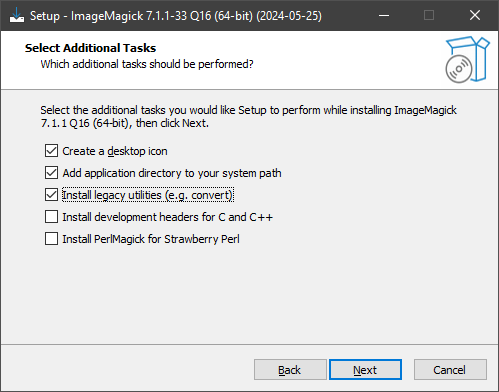 Setup - ImageMagick 7.1.1-33 Q16 (64-bit) (2024-05-25)
Select Additional Tasks
Which additional tasks should be performed?
Select the additional tasks you would like Setup to perform while installing ImageMagick
7.1.1 Q16 (64-bit), then click Next.
Create a desktop icon
Add application directory to your system path
Install legacy utilities (e.g. convert)
Install development headers for C and C++
Install PerlMagick for Strawberry Perl
Back Next Cancel